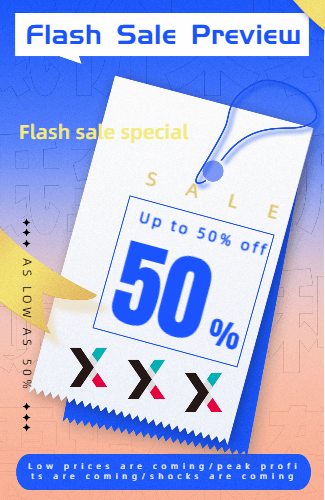 Flash Sale Preview
Flash sale special
SALE
Up to 50% off
50%
AS LOW AS 50%
Low prices are coming/peak profi
ts are coming/shocks are coming